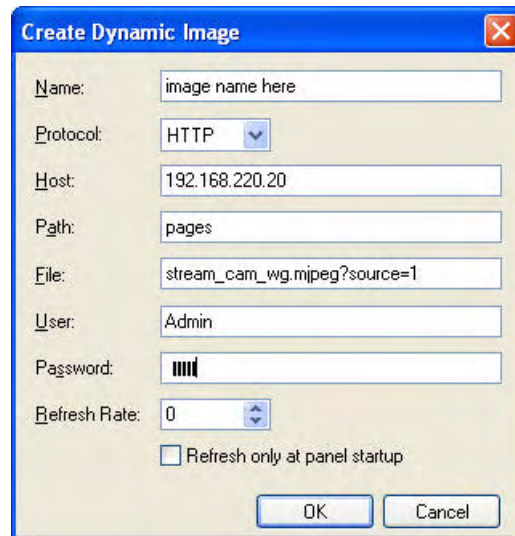 Create Dynamic Image
Name: image name here
Protocol: HTTP
Host: 192.168.220.20
Path: pages
File: stream_cam_wg.mjpeg?source=1
User: Admin
Password:
Refresh Rate: 0
Refresh only at panel startup
OK Cancel